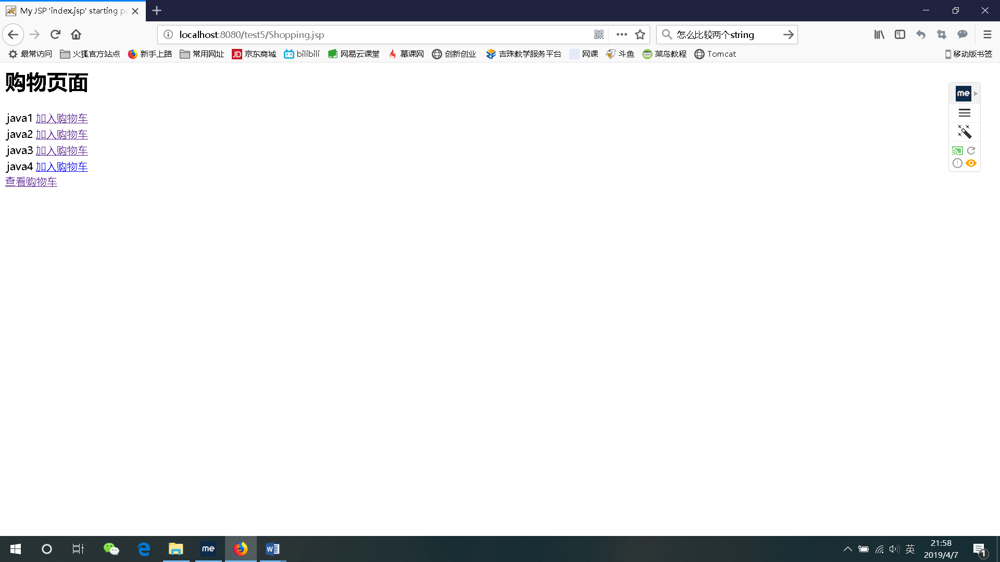 My JSP 'index.jsp' starting pa
localhost:8080/test5/Shopping.jsp
怎么比较两个string
最常访问 火狐官方站点 新手上路 常用网址 JD 京东商城 bilibili 网易云课堂 慕课网 创新创业 吉珠教学服务平台 网课 斗鱼 菜鸟教程 Tomcat 移动版书签
购物页面
me
java1 加入购物车
java2 加入购物车
java3 加入购物车
java4 加入购物车
查看购物车
me
英
21:58
2019/4/7
1